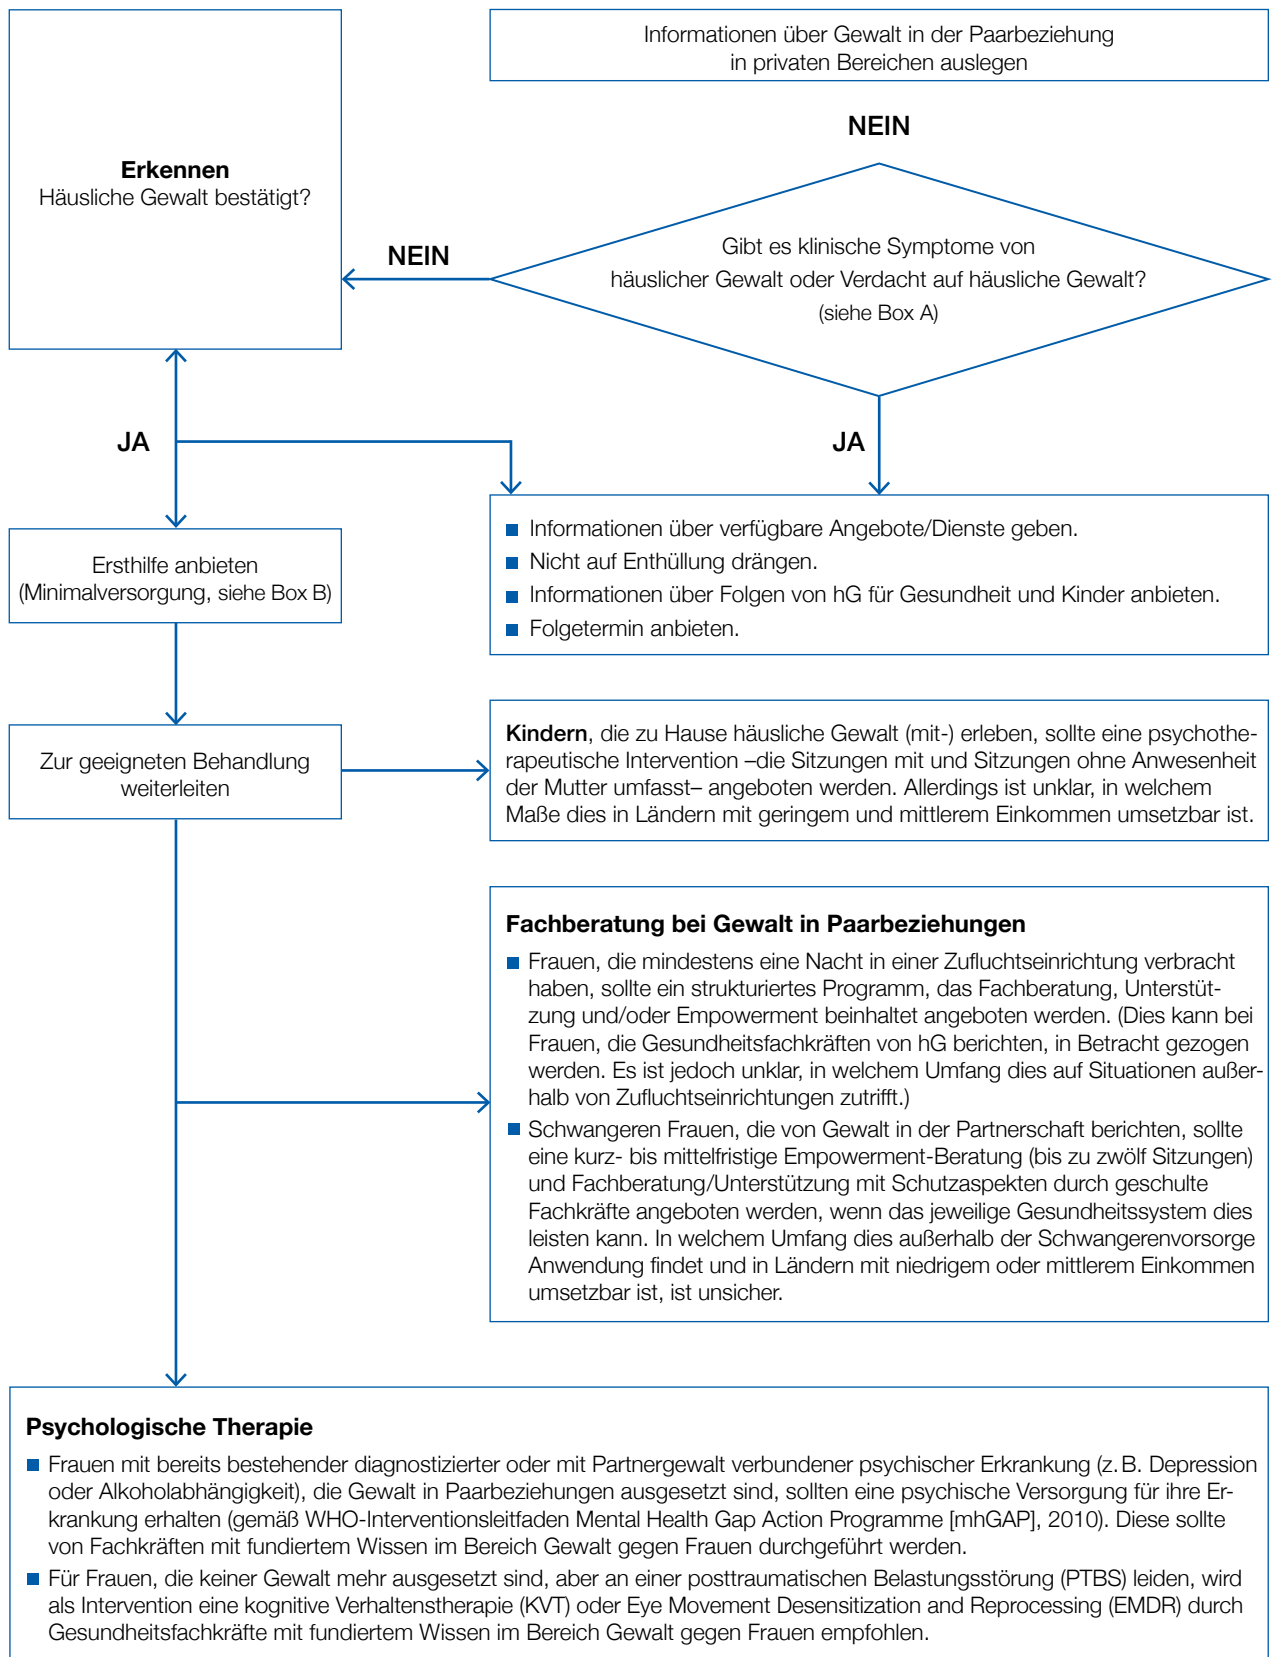 Informationen über Gewalt in der Paarbeziehung
in privaten Bereichen auslegen
NEIN
Erkennen
Häusliche Gewalt bestätigt?
NEIN
Gibt es klinische Symptome von
häuslicher Gewalt oder Verdacht auf häusliche Gewalt?
(siehe Box A)
JA
JA
Ersthilfe anbieten
(Minimalversorgung, siehe Box B)
Informationen über verfügbare Angebote/Dienste geben.
Nicht auf Enthüllung drängen.
Informationen über Folgen von hG für Gesundheit und Kinder anbieten.
Folgetermin anbieten.
Zur geeigneten Behandlung
weiterleiten
Kindern, die zu Hause häusliche Gewalt (mit-) erleben, sollte eine psychothe-
rapeutische Intervention –die Sitzungen mit und Sitzungen ohne Anwesenheit
der Mutter umfasst– angeboten werden. Allerdings ist unklar, in welchem
Maße dies in Ländern mit geringem und mittlerem Einkommen umsetzbar ist.
Fachberatung bei Gewalt in Paarbeziehungen
Frauen, die mindestens eine Nacht in einer Zufluchtseinrichtung verbracht
haben, sollte ein strukturiertes Programm, das Fachberatung, Unterstüt-
zung und/oder Empowerment beinhaltet angeboten werden. (Dies kann bei
Frauen, die Gesundheitsfachkräften von hG berichten, in Betracht gezogen
werden. Es ist jedoch unklar, in welchem Umfang dies auf Situationen außer-
halb von Zufluchtseinrichtungen zutrifft.)
Schwangeren Frauen, die von Gewalt in der Partnerschaft berichten, sollte
eine kurz- bis mittelfristige Empowerment-Beratung (bis zu zwölf Sitzungen)
und Fachberatung/Unterstützung mit Schutzaspekten durch geschulte
Fachkräfte angeboten werden, wenn das jeweilige Gesundheitssystem dies
leisten kann. In welchem Umfang dies außerhalb der Schwangerenvorsorge
Anwendung findet und in Ländern mit niedrigem oder mittlerem Einkommen
umsetzbar ist, ist unsicher.
Psychologische Therapie
Frauen mit bereits bestehender diagnostizierter oder mit Partnergewalt verbundener psychischer Erkrankung (z. B. Depression
oder Alkoholabhängigkeit), die Gewalt in Paarbeziehungen ausgesetzt sind, sollten eine psychische Versorgung für ihre Er-
krankung erhalten (gemäß WHO-Interventionsleitfaden Mental Health Gap Action Programme [mhGAP], 2010). Diese sollte
von Fachkräften mit fundiertem Wissen im Bereich Gewalt gegen Frauen durchgeführt werden.
Für Frauen, die keiner Gewalt mehr ausgesetzt sind, aber an einer posttraumatischen Belastungsstörung (PTBS) leiden, wird
als Intervention eine kognitive Verhaltenstherapie (KVT) oder Eye Movement Desensitization and Reprocessing (EMDR) durch
Gesundheitsfachkräfte mit fundiertem Wissen im Bereich Gewalt gegen Frauen empfohlen.